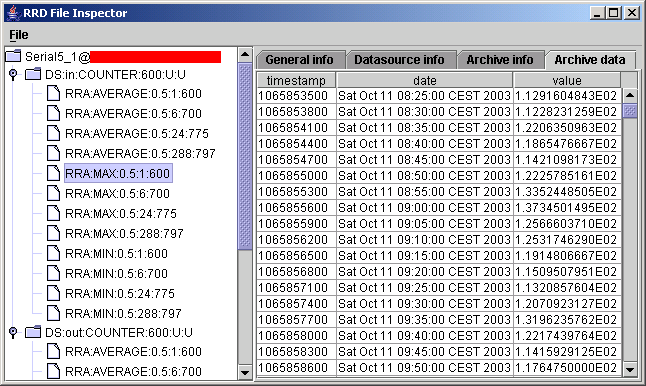 RRD File Inspector
File
Serial5_1@
DS:in:COUNTER:600:U:U
RRA:AVERAGE:0.5:1:600
RRA:AVERAGE:0.5:6:700
RRA:AVERAGE:0.5:24:775
RRA:AVERAGE:0.5:288:797
RRA:MAX:0.5:1:600
RRA:MAX:0.5:6:700
RRA:MAX:0.5:24:775
RRA:MAX:0.5:288:797
RRA:MIN:0.5:1:600
RRA:MIN:0.5:6:700
RRA:MIN:0.5:24:775
RRA:MIN:0.5:288:797
DS:out:COUNTER:600:U:U
RRA:AVERAGE:0.5:1:600
RRA:AVERAGE:0.5:6:700
General info Datasource info Archive info Archive data
timestamp date value
1065853500 Sat Oct 11 08:25:00 CEST 2003 1.1291604843E02
1065853800 Sat Oct 11 08:30:00 CEST 2003 1.1228231259E02
1065854100 Sat Oct 11 08:35:00 CEST 2003 1.2206350963E02
1065854400 Sat Oct 11 08:40:00 CEST 2003 1.1865476667E02
1065854700 Sat Oct 11 08:45:00 CEST 2003 1.1421098173E02
1065855000 Sat Oct 11 08:50:00 CEST 2003 1.2225785161E02
1065855300 Sat Oct 11 08:55:00 CEST 2003 1.3352448505E02
1065855600 Sat Oct 11 09:00:00 CEST 2003 1.3734501495E02
1065855900 Sat Oct 11 09:05:00 CEST 2003 1.2566603710E02
1065856200 Sat Oct 11 09:10:00 CEST 2003 1.2531746290E02
1065856500 Sat Oct 11 09:15:00 CEST 2003 1.1914806667E02
1065856800 Sat Oct 11 09:20:00 CEST 2003 1.1509507951E02
1065857100 Sat Oct 11 09:25:00 CEST 2003 1.1320857604E02
1065857400 Sat Oct 11 09:30:00 CEST 2003 1.2070923127E02
1065857700 Sat Oct 11 09:35:00 CEST 2003 1.3196235762E02
1065858000 Sat Oct 11 09:40:00 CEST 2003 1.2217439764E02
1065858300 Sat Oct 11 09:45:00 CEST 2003 1.1415929125E02
1065858600 Sat Oct 11 09:50:00 CEST 2003 1.1764750000E02